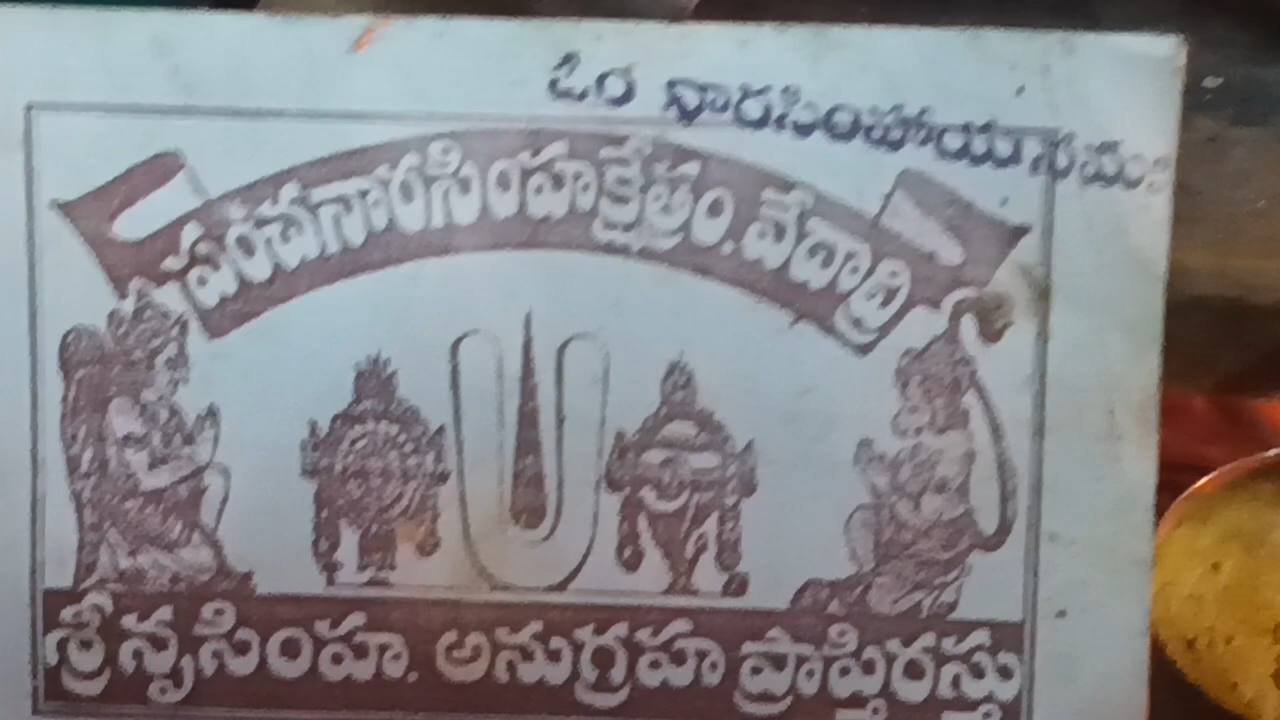 ఓం నారసింహాయనమః
పంచనారసింహక్షేత్రం. వేదాద్రి
శ్రీ నృసింహ. అనుగ్రహ ప్రాప్తిరస్తు